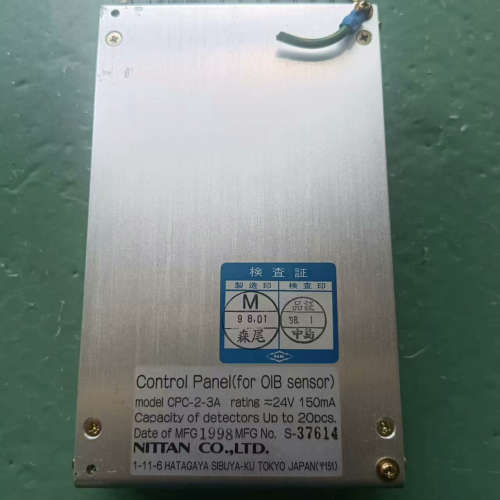 検査証
製造印 検査印
M 品証
98.01 '98. 1
森尾 中島
Control Panel(for OIB sensor)
model CPC-2-3A rating ≂24V 150mA
Capacity of detectors Up to 20pcs.
Date of MFG 1998 MFG No. S-37614
NITTAN CO.,LTD.
1-11-6 HATAGAYA SIBUYA-KU TOKYO JAPAN(〒151)